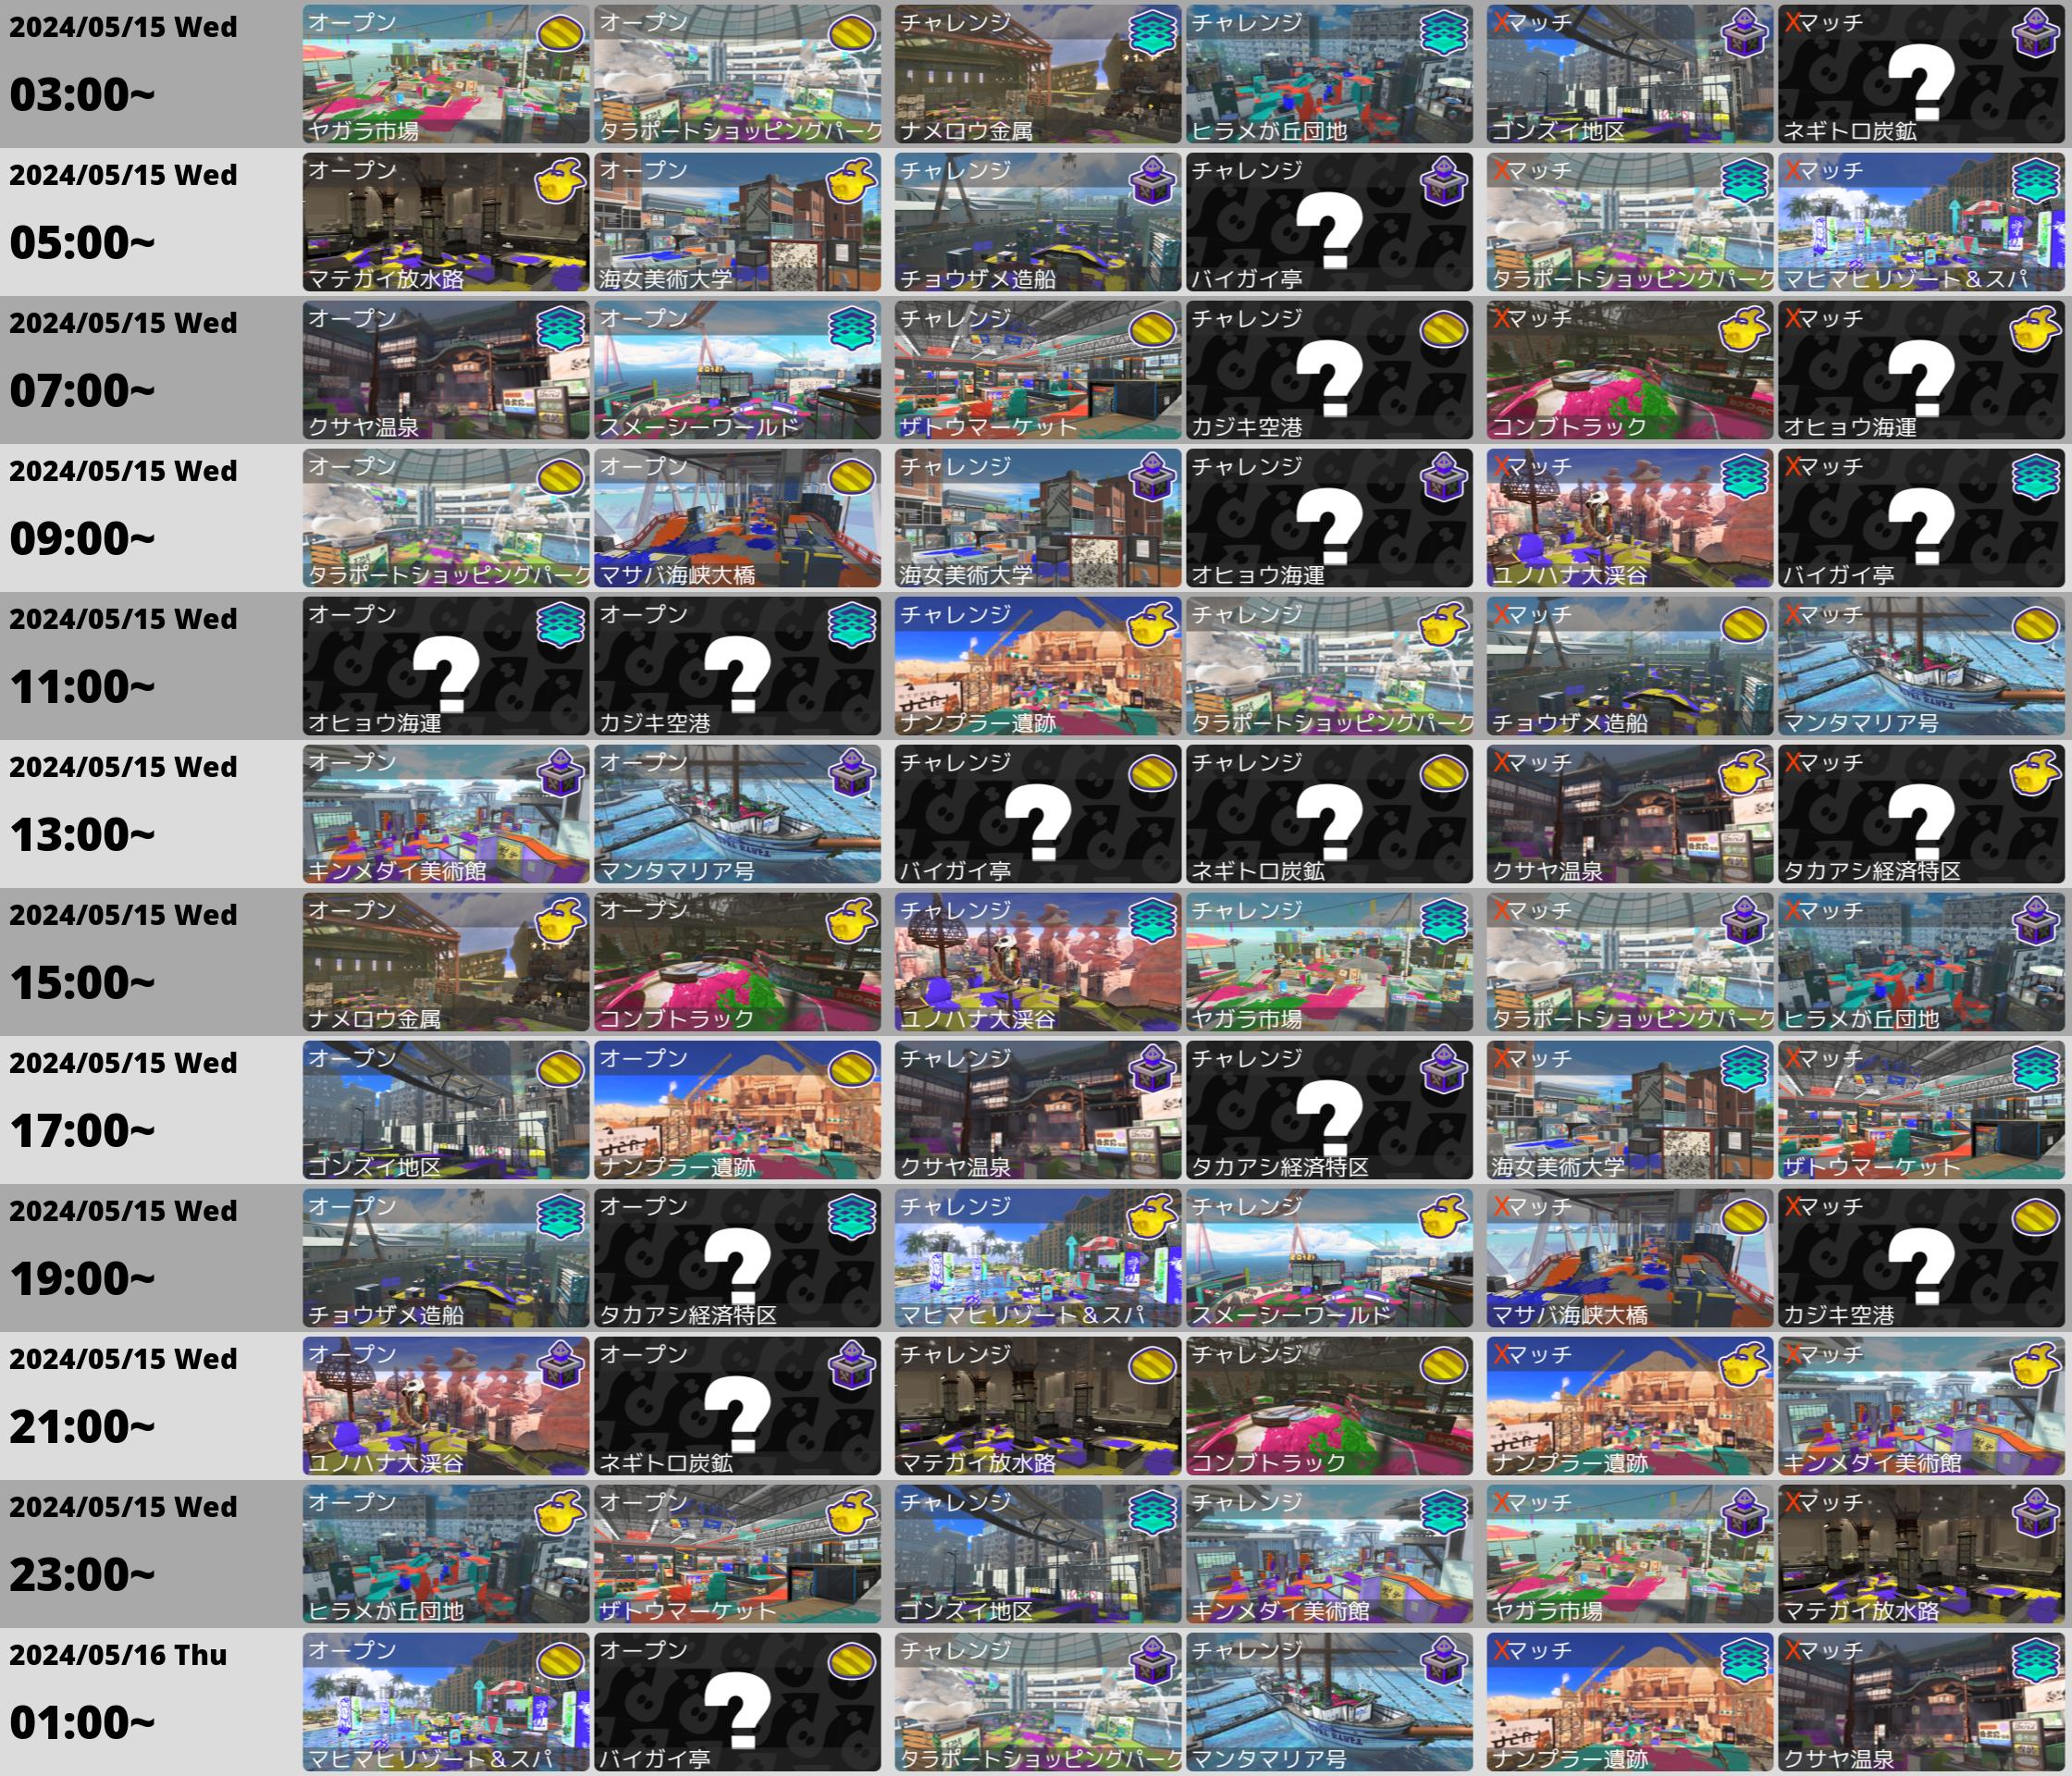 2024/05/15 Wed
03:00~
オープン
ヤガラ市場
オープン
タラポートショッピングパーク
チャレンジ
ナメロウ金属
チャレンジ
ヒラメが丘団地
Xマッチ
ゴンズイ地区
Xマッチ
ネギトロ炭鉱
2024/05/15 Wed
05:00~
オープン
マテガイ放水路
オープン
海女美術大学
チャレンジ
チョウザメ造船
チャレンジ
バイガイ亭
Xマッチ
タラポートショッピングパーク
Xマッチ
マヒマヒリゾート&スパ
2024/05/15 Wed
07:00~
オープン
クサヤ温泉
オープン
スメーシーワールド
チャレンジ
ザトウマーケット
チャレンジ
カジキ空港
Xマッチ
コンブトラック
Xマッチ
オヒョウ海運
2024/05/15 Wed
09:00~
オープン
タラポートショッピングパーク
オープン
マサバ海峡大橋
チャレンジ
海女美術大学
チャレンジ
オヒョウ海運
Xマッチ
ユノハナ大渓谷
Xマッチ
バイガイ亭
2024/05/15 Wed
11:00~
オープン
オヒョウ海運
オープン
カジキ空港
チャレンジ
ナンプラー遺跡
チャレンジ
タラポートショッピングパーク
Xマッチ
チョウザメ造船
Xマッチ
マンタマリア号
2024/05/15 Wed
13:00~
オープン
キンメダイ美術館
オープン
マンタマリア号
チャレンジ
バイガイ亭
チャレンジ
ネギトロ炭鉱
Xマッチ
クサヤ温泉
Xマッチ
タカアシ経済特区
2024/05/15 Wed
15:00~
オープン
ナメロウ金属
オープン
コンブトラック
チャレンジ
ユノハナ大渓谷
チャレンジ
ヤガラ市場
Xマッチ
タラポートショッピングパーク
Xマッチ
ヒラメが丘団地
2024/05/15 Wed
17:00~
オープン
ゴンズイ地区
オープン
ナンプラー遺跡
チャレンジ
クサヤ温泉
チャレンジ
タカアシ経済特区
Xマッチ
海女美術大学
Xマッチ
ザトウマーケット
2024/05/15 Wed
19:00~
オープン
チョウザメ造船
オープン
タカアシ経済特区
チャレンジ
マヒマヒリゾート&スパ
チャレンジ
スメーシーワールド
Xマッチ
マサバ海峡大橋
Xマッチ
カジキ空港
2024/05/15 Wed
21:00~
オープン
ユノハナ大渓谷
オープン
ネギトロ炭鉱
チャレンジ
マテガイ放水路
チャレンジ
コンブトラック
Xマッチ
ナンプラー遺跡
Xマッチ
キンメダイ美術館
2024/05/15 Wed
23:00~
オープン
ヒラメが丘団地
オープン
ザトウマーケット
チャレンジ
ゴンズイ地区
チャレンジ
キンメダイ美術館
Xマッチ
ヤガラ市場
Xマッチ
マテガイ放水路
2024/05/16 Thu
01:00~
オープン
マヒマヒリゾート&スパ
オープン
バイガイ亭
チャレンジ
タラポートショッピングパーク
チャレンジ
マンタマリア号
Xマッチ
ナンプラー遺跡
Xマッチ
クサヤ温泉